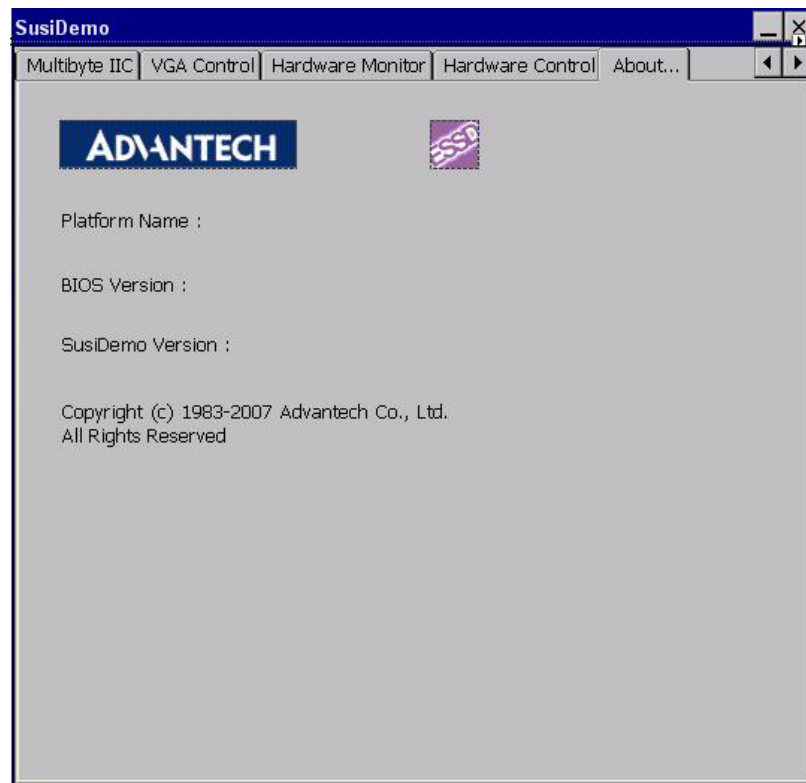 SusiDemo
Multibyte IIC VGA Control Hardware Monitor Hardware Control About...
ADVANTECH ESSD
Platform Name :
BIOS Version :
SusiDemo Version :
Copyright (c) 1983-2007 Advantech Co., Ltd.
All Rights Reserved